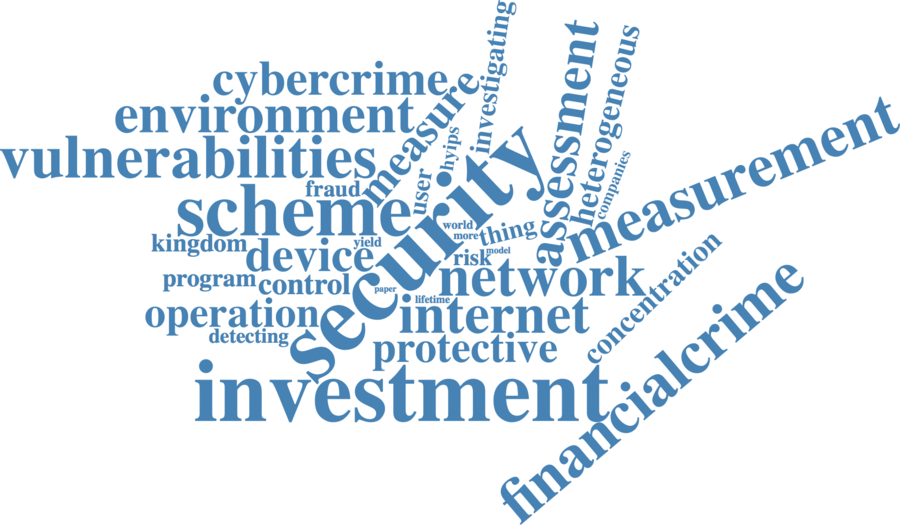 cybercrime
environment
vulnerabilities
measure
investigating
hyips
user
assessment
heterogeneous
companies
fraud
scheme
security
measurement
kingdom
yield
world
more
thing
model
device
risk
network
program
control
paper
lifetime
operation
internet
concentration
detecting
protective
investment
financialcrime